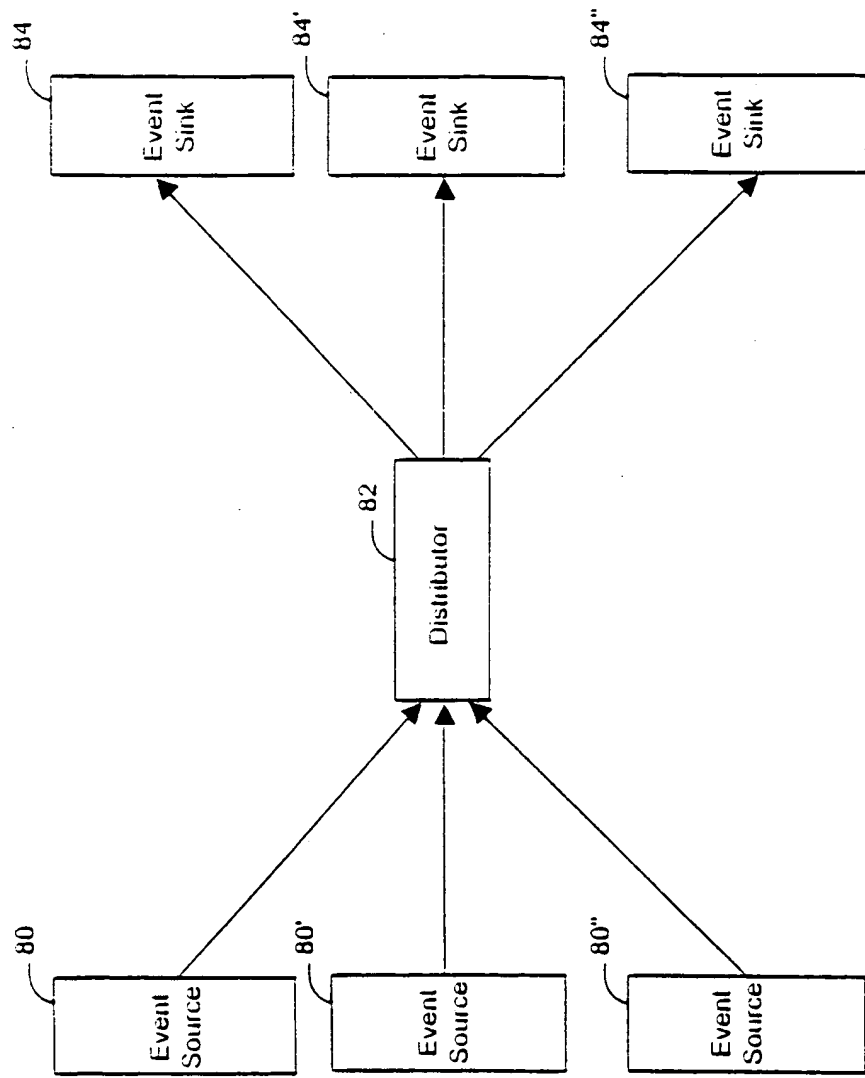 80
Event
Source
80'
Event
Source
80"
Event
Source
82
Distributor
84
Event
Sink
84'
Event
Sink
84"
Event
Sink